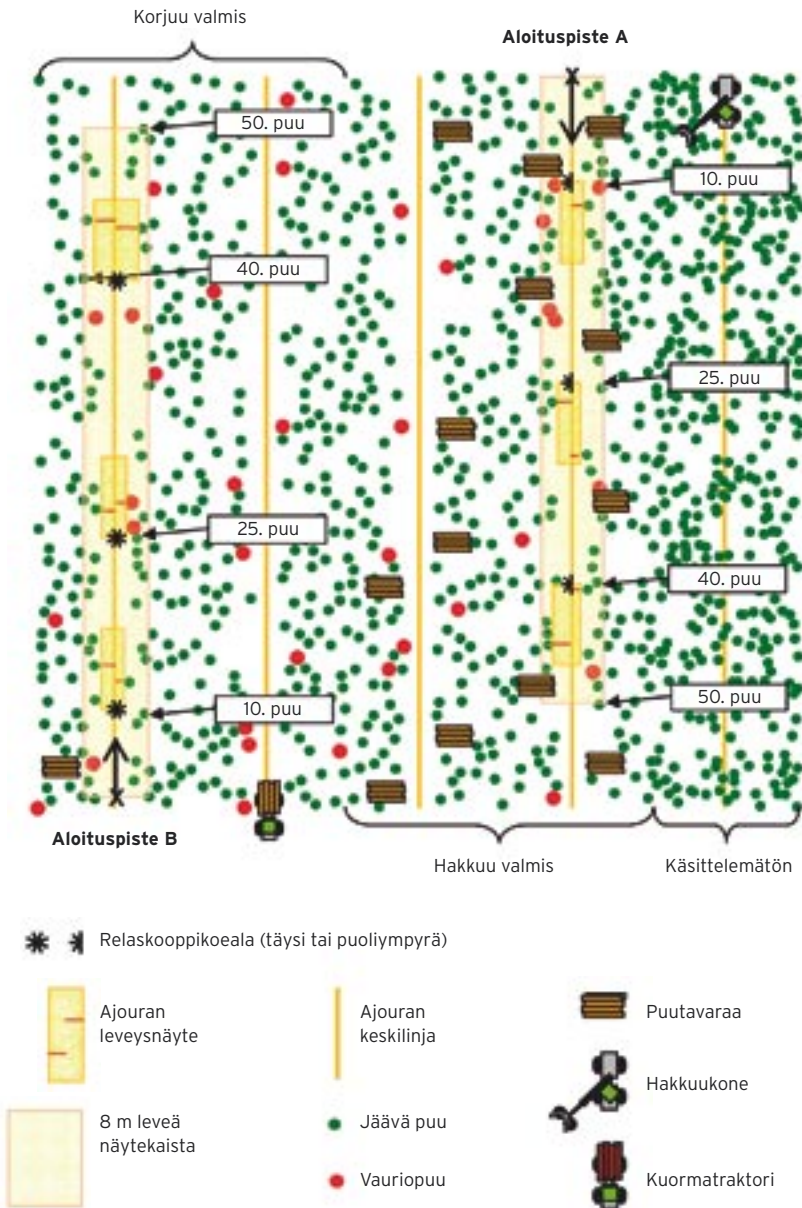 Korjuu valmis
Aloituspiste A
50. puu
10. puu
40. puu
25. puu
25. puu
40. puu
10. puu
50. puu
Aloituspiste B
Hakkuu valmis
Käsittelemätön
Relaskooppikoeala (täysi tai puoliympyrä)
Ajouran
leveysnäyte
Ajouran
keskilinja
Puutavaraa
Hakkuukone
8 m leveä
näytekaista
Jäävä puu
Vauriopuu
Kuormatraktori